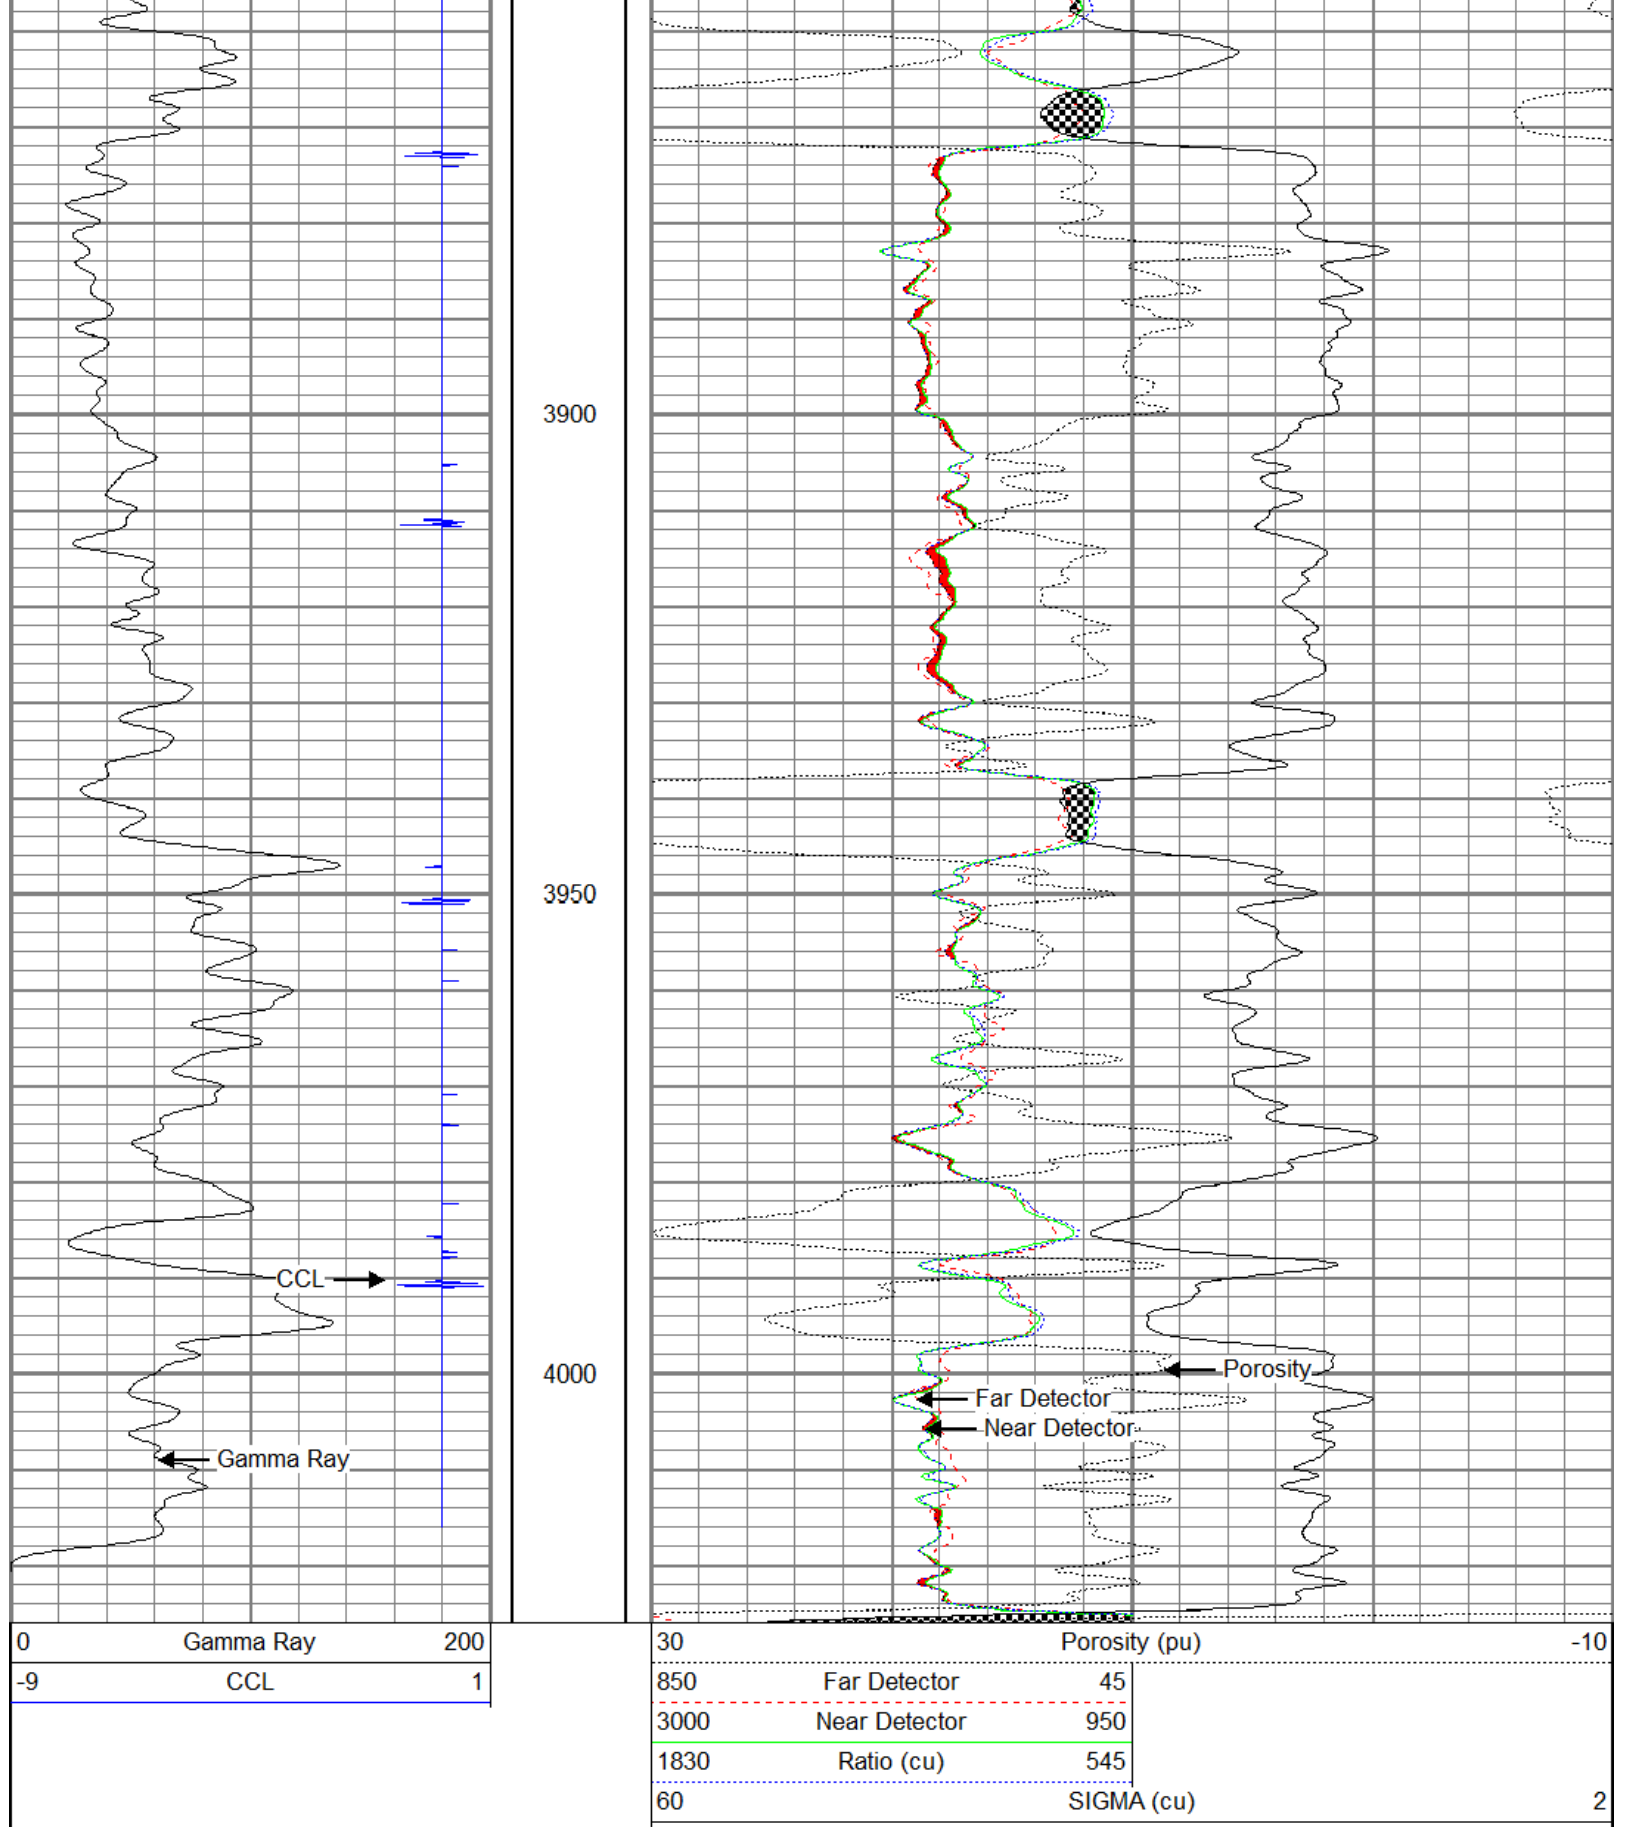 3900
3950
CCL
4000
Porosity
Far Detector
Near Detector
Gamma Ray
0 Gamma Ray 200
-9 CCL 1
30 Porosity (pu) -10
850 Far Detector 45
3000 Near Detector 950
1830 Ratio (cu) 545
60 SIGMA (cu) 2